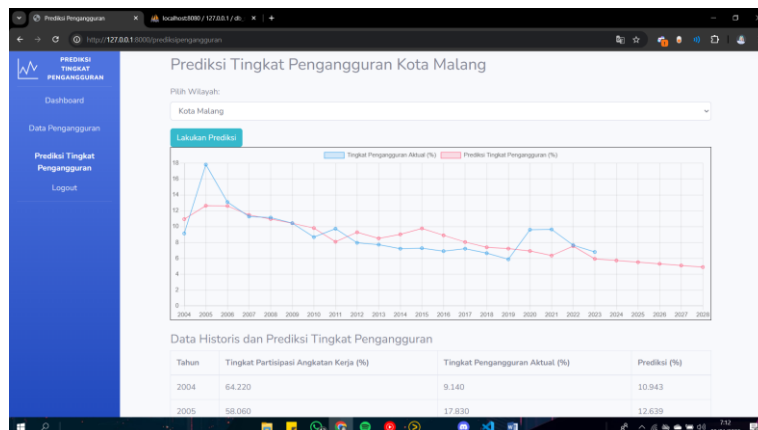 Prediksi Pengangguran
localhost:8080 / 127.0.0.1 / db_
http://127.0.0.1:8000/prediksipengangguran
PREDIKSI
TINGKAT
PENGANGGURAN
Dashboard
Data Pengangguran
Prediksi Tingkat
Pengangguran
Logout
Prediksi Tingkat Pengangguran Kota Malang
Pilih Wilayah:
Kota Malang
Lakukan Prediksi
Tingkat Pengangguran Aktual (%) Prediksi Tingkat Pengangguran (%)
18
16
14
12
10
8
6
4
2
0
2004 2005 2006 2007 2008 2009 2010 2011 2012 2013 2014 2015 2016 2017 2018 2019 2020 2021 2022 2023 2024 2025 2026 2027 2028
Data Historis dan Prediksi Tingkat Pengangguran
Tahun Tingkat Partisipasi Angkatan Kerja (%) Tingkat Pengangguran Aktual (%) Prediksi (%)
2004 64.220 9.140 10.943
2005 58.060 17.830 12.639
7:12